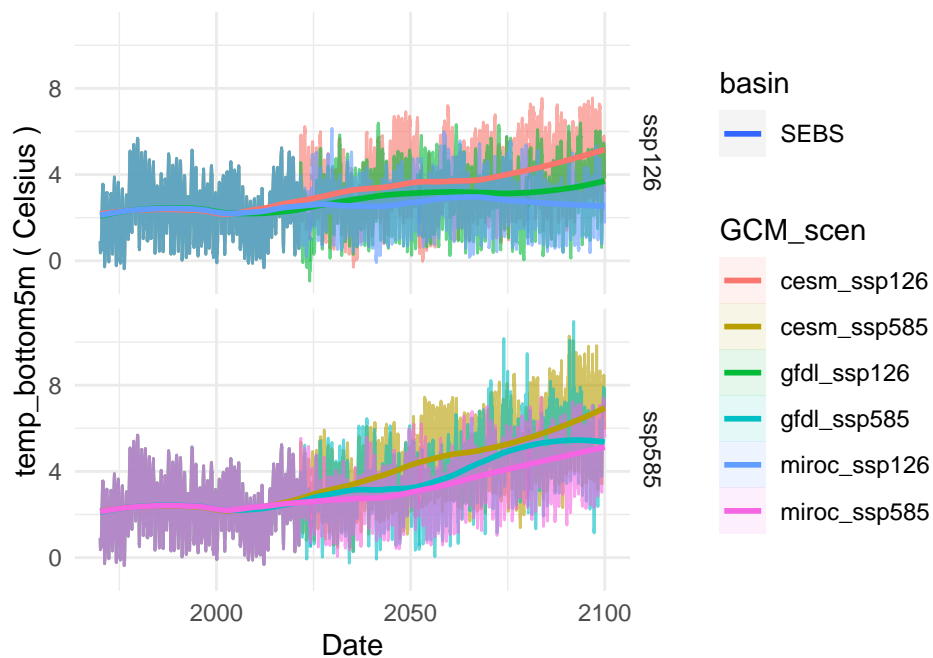 temp_bottom5m ( Celsius )
8
4
0
ssp126
8
4
0
ssp585
2000
2050
2100
Date
basin
SEBS
GCM_scen
cesm_ssp126
cesm_ssp585
gfdl_ssp126
gfdl_ssp585
miroc_ssp126
miroc_ssp585